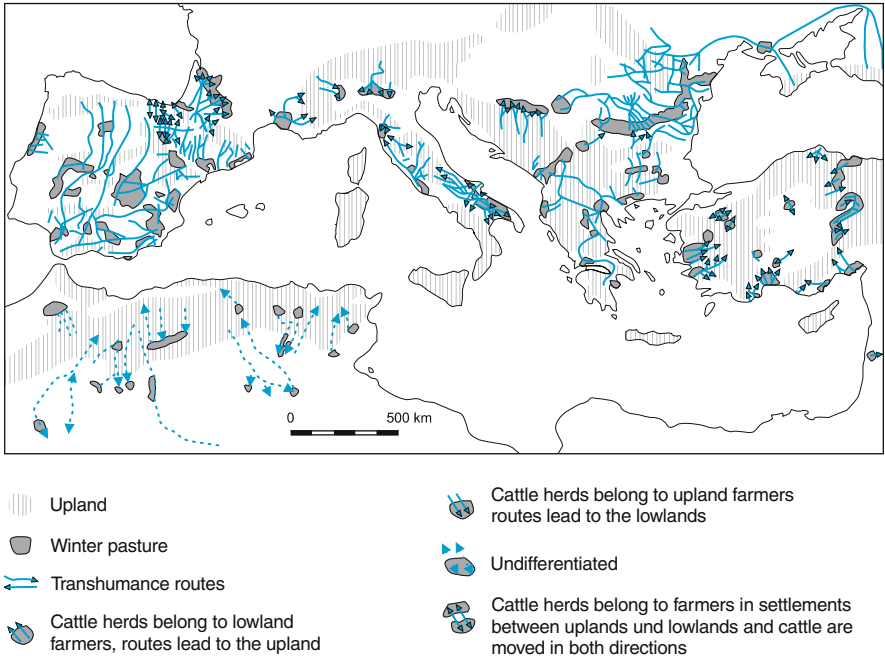 0 500 km
Upland
Winter pasture
Transhumance routes
Cattle herds belong to lowland
farmers, routes lead to the upland
Cattle herds belong to upland farmers
routes lead to the lowlands
Undifferentiated
Cattle herds belong to farmers in settlements
between uplands und lowlands and cattle are
moved in both directions